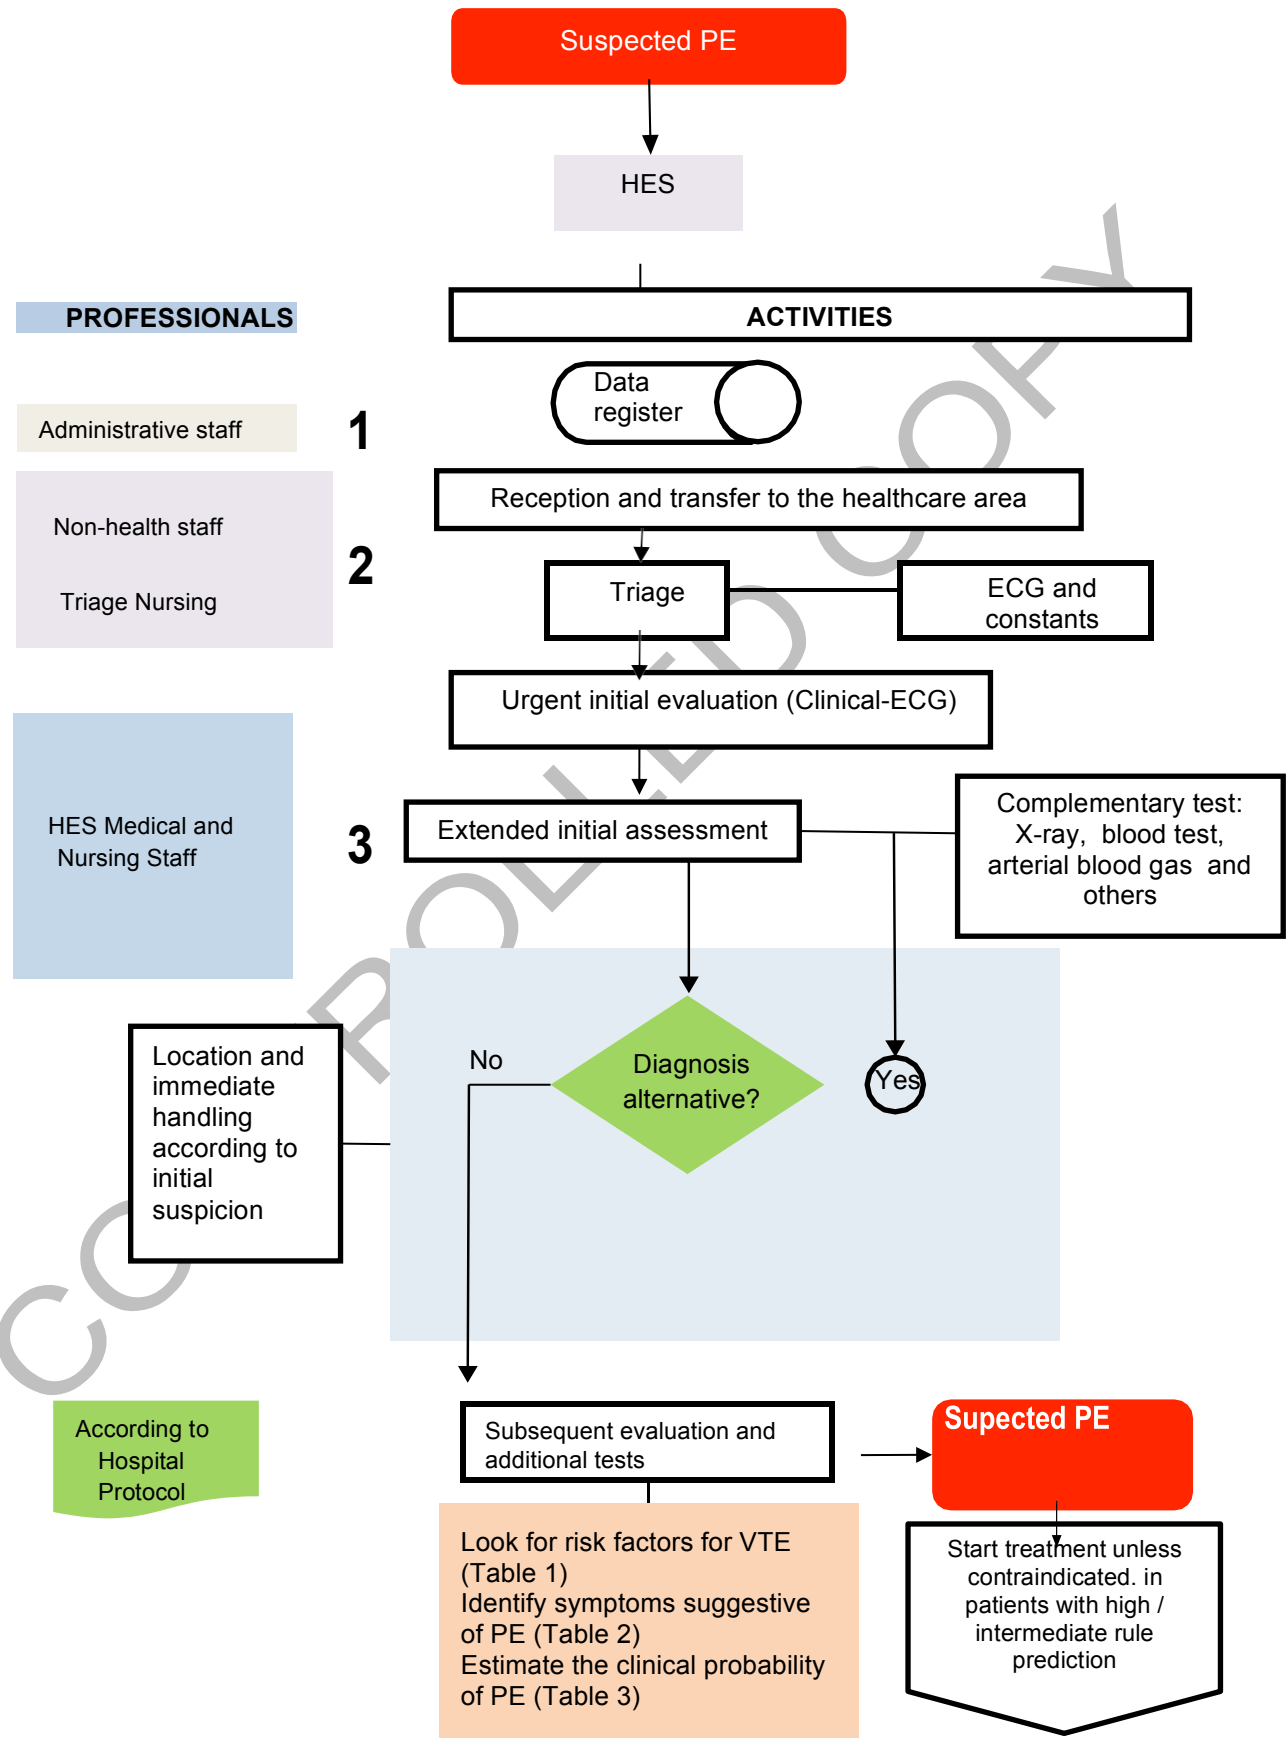 Suspected PE
HES
PROFESSIONALS
ACTIVITIES
Data
register
Administrative staff
1
Reception and transfer to the healthcare area
Non-health staff
2
Triage Nursing
Triage
ECG and
constants
Urgent initial evaluation (Clinical-ECG)
HES Medical and
Nursing Staff
3
Extended initial assessment
Complementary test:
X-ray, blood test,
arterial blood gas and
others
Location and
immediate
handling
according to
initial
suspicion
No
Diagnosis
alternative?
Yes
According to
Hospital
Protocol
Subsequent evaluation and
additional tests
Supected PE
Look for risk factors for VTE
(Table 1)
Identify symptoms suggestive
of PE (Table 2)
Estimate the clinical probability
of PE (Table 3)
Start treatment unless
contraindicated. in
patients with high /
intermediate rule
prediction